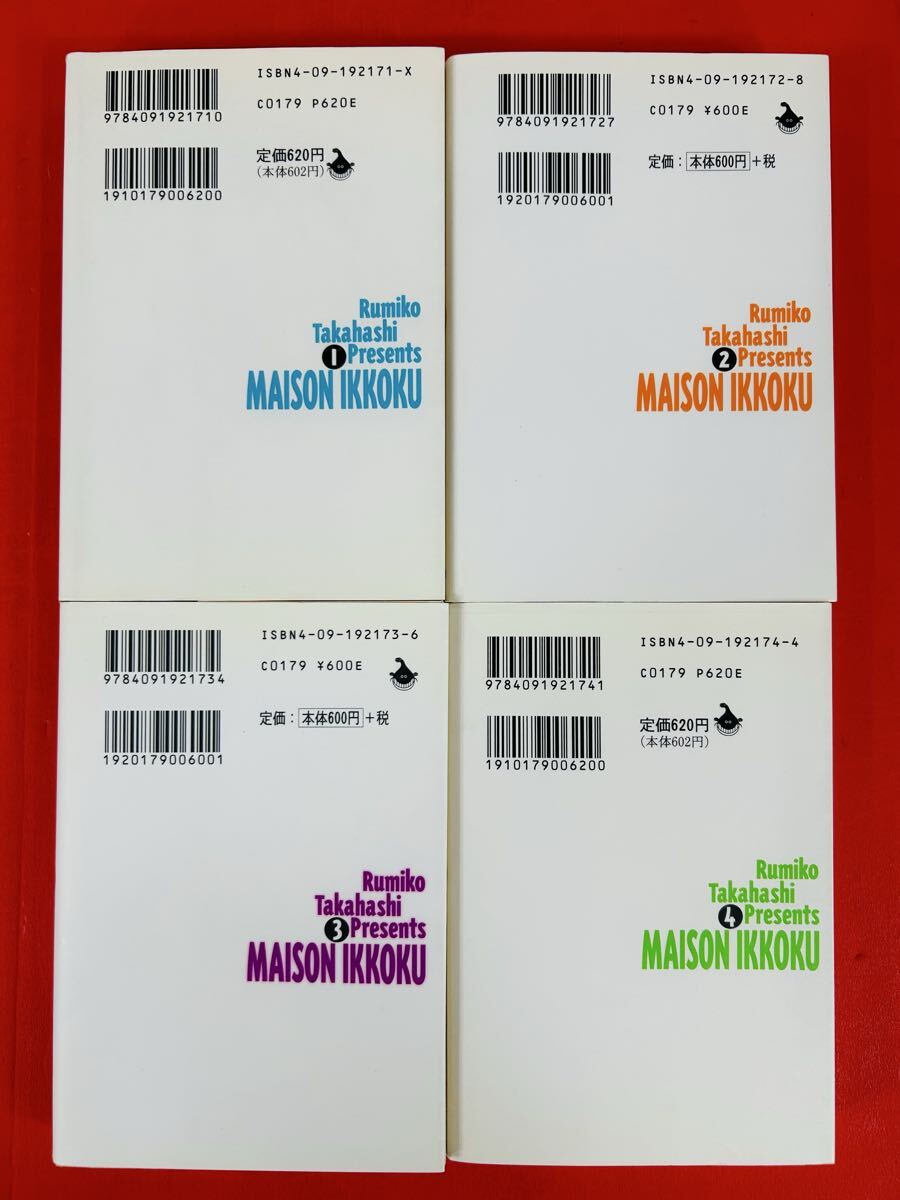 ISBN4-09-192171-X
9784091921710
C0179 P620E
定価620円
(本体602円)
1910179006200
Rumiko
Takahashi
1 Presents
MAISON IKKOKU
ISBN4-09-192172-8
9784091921727
C0179 ¥600E
定価：本体600円+税
1920179006001
Rumiko
Takahashi
2 Presents
MAISON IKKOKU
ISBN4-09-192173-6
9784091921734
C0179 ¥600E
定価：本体600円+税
1920179006001
Rumiko
Takahashi
3 Presents
MAISON IKKOKU
ISBN4-09-192174-4
9784091921741
C0179 P620E
定価620円
(本体602円)
1910179006200
Rumiko
Takahashi
4 Presents
MAISON IKKOKU